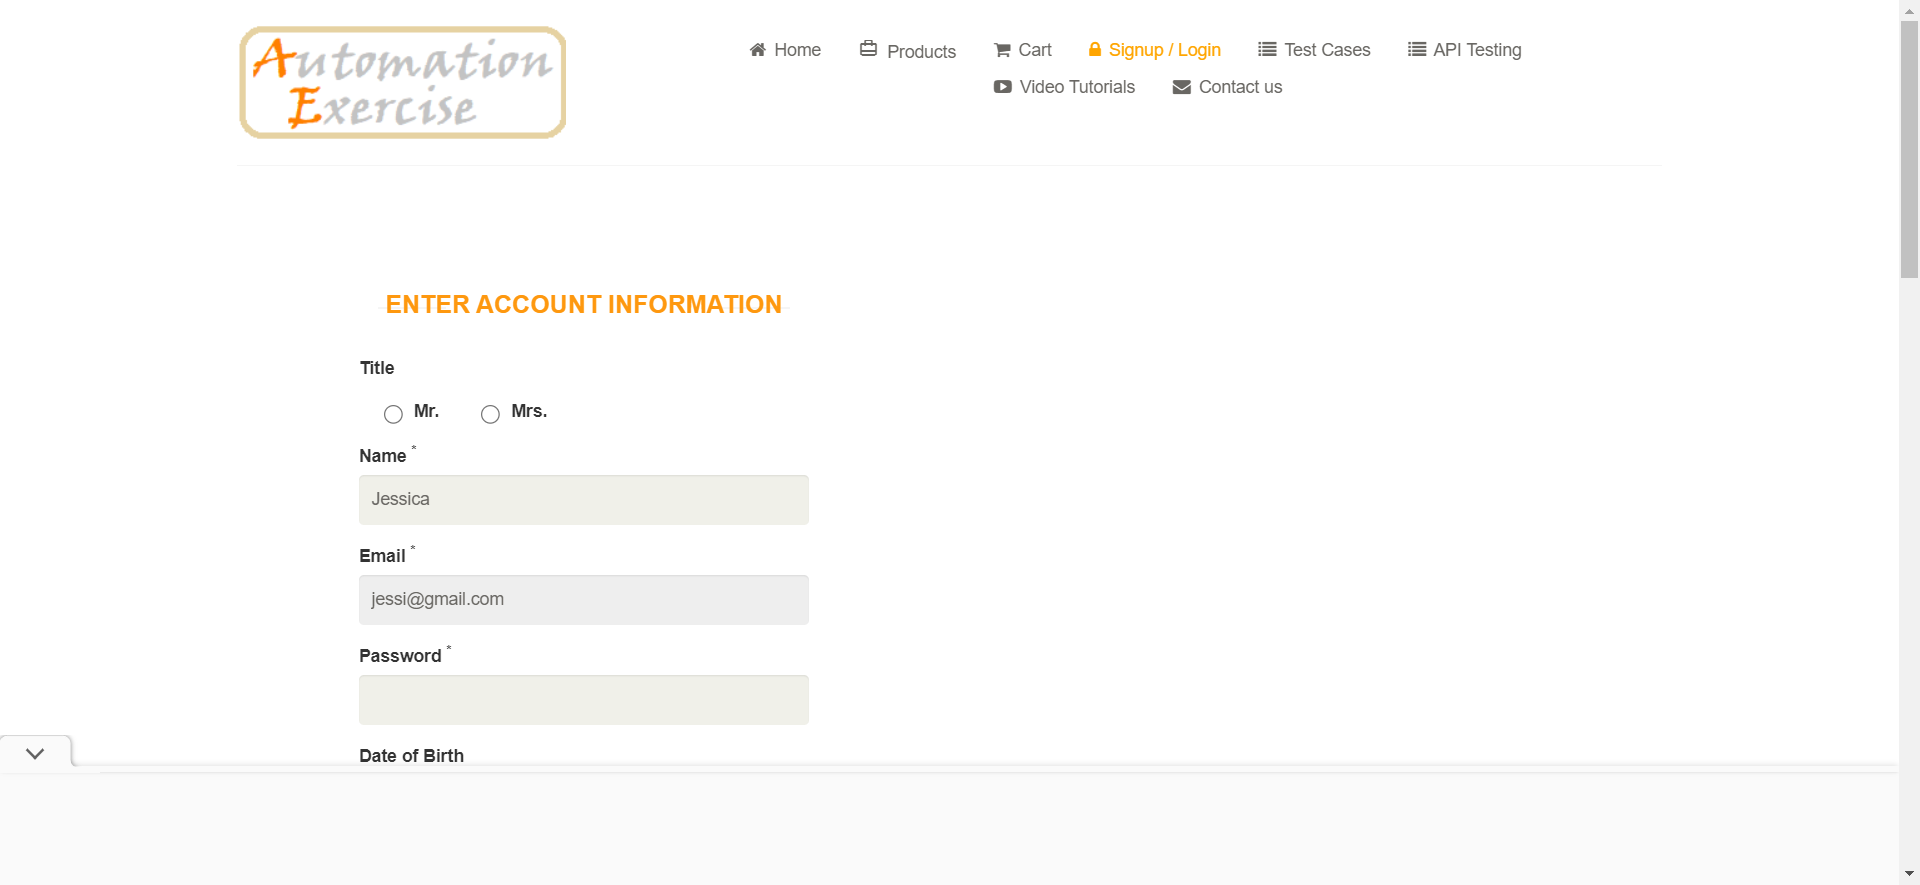 Automation
Exercise
Home
Products
Cart
Signup / Login
Test Cases
API Testing
Video Tutorials
Contact us
ENTER ACCOUNT INFORMATION
Title
Mr.
Mrs.
Name *
Jessica
Email *
jessi@gmail.com
Password *
Date of Birth